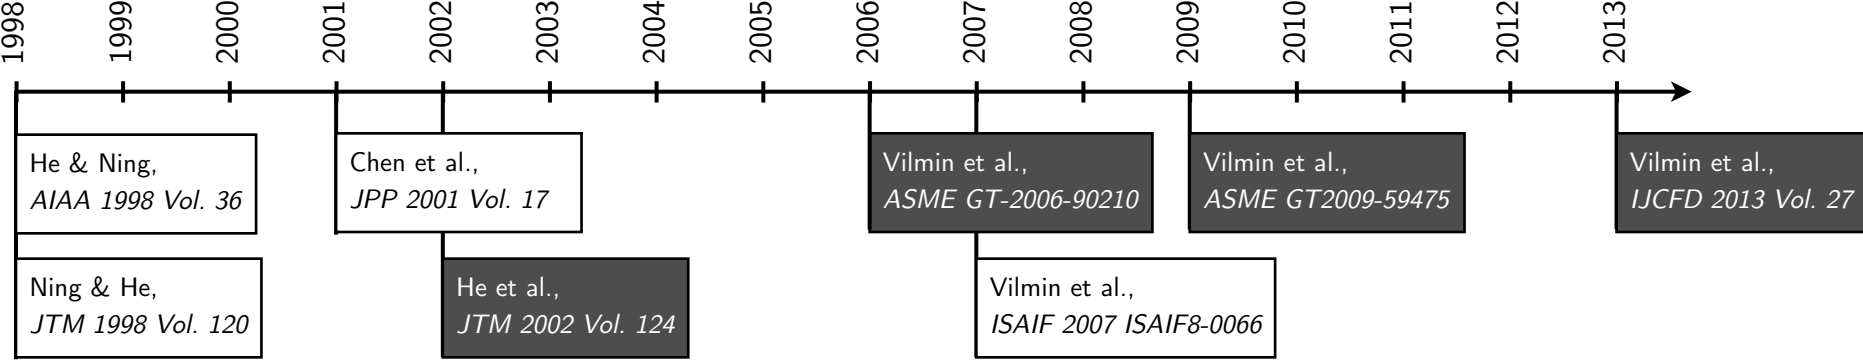 1998
1999
2000
2001
2002
2003
2004
2005
2006
2007
2008
2009
2010
2011
2012
2013
He & Ning,
AIAA 1998 Vol. 36
Chen et al.,
JPP 2001 Vol. 17
Vilmin et al.,
ASME GT-2006-90210
Vilmin et al.,
ASME GT2009-59475
Vilmin et al.,
IJCFD 2013 Vol. 27
Ning & He,
JTM 1998 Vol. 120
He et al.,
JTM 2002 Vol. 124
Vilmin et al.,
ISAIF 2007 ISAIF8-0066